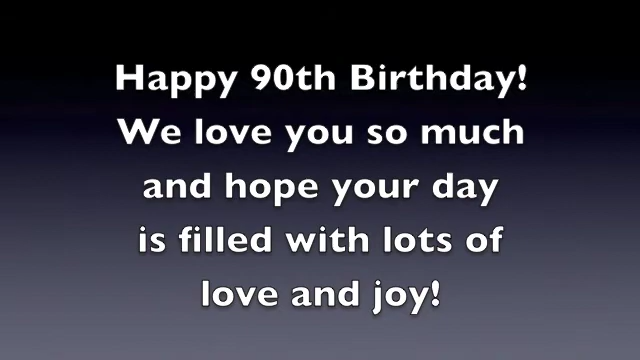 Happy 90th Birthday!
We love you so much
and hope your day
is filled with lots of
love and joy!